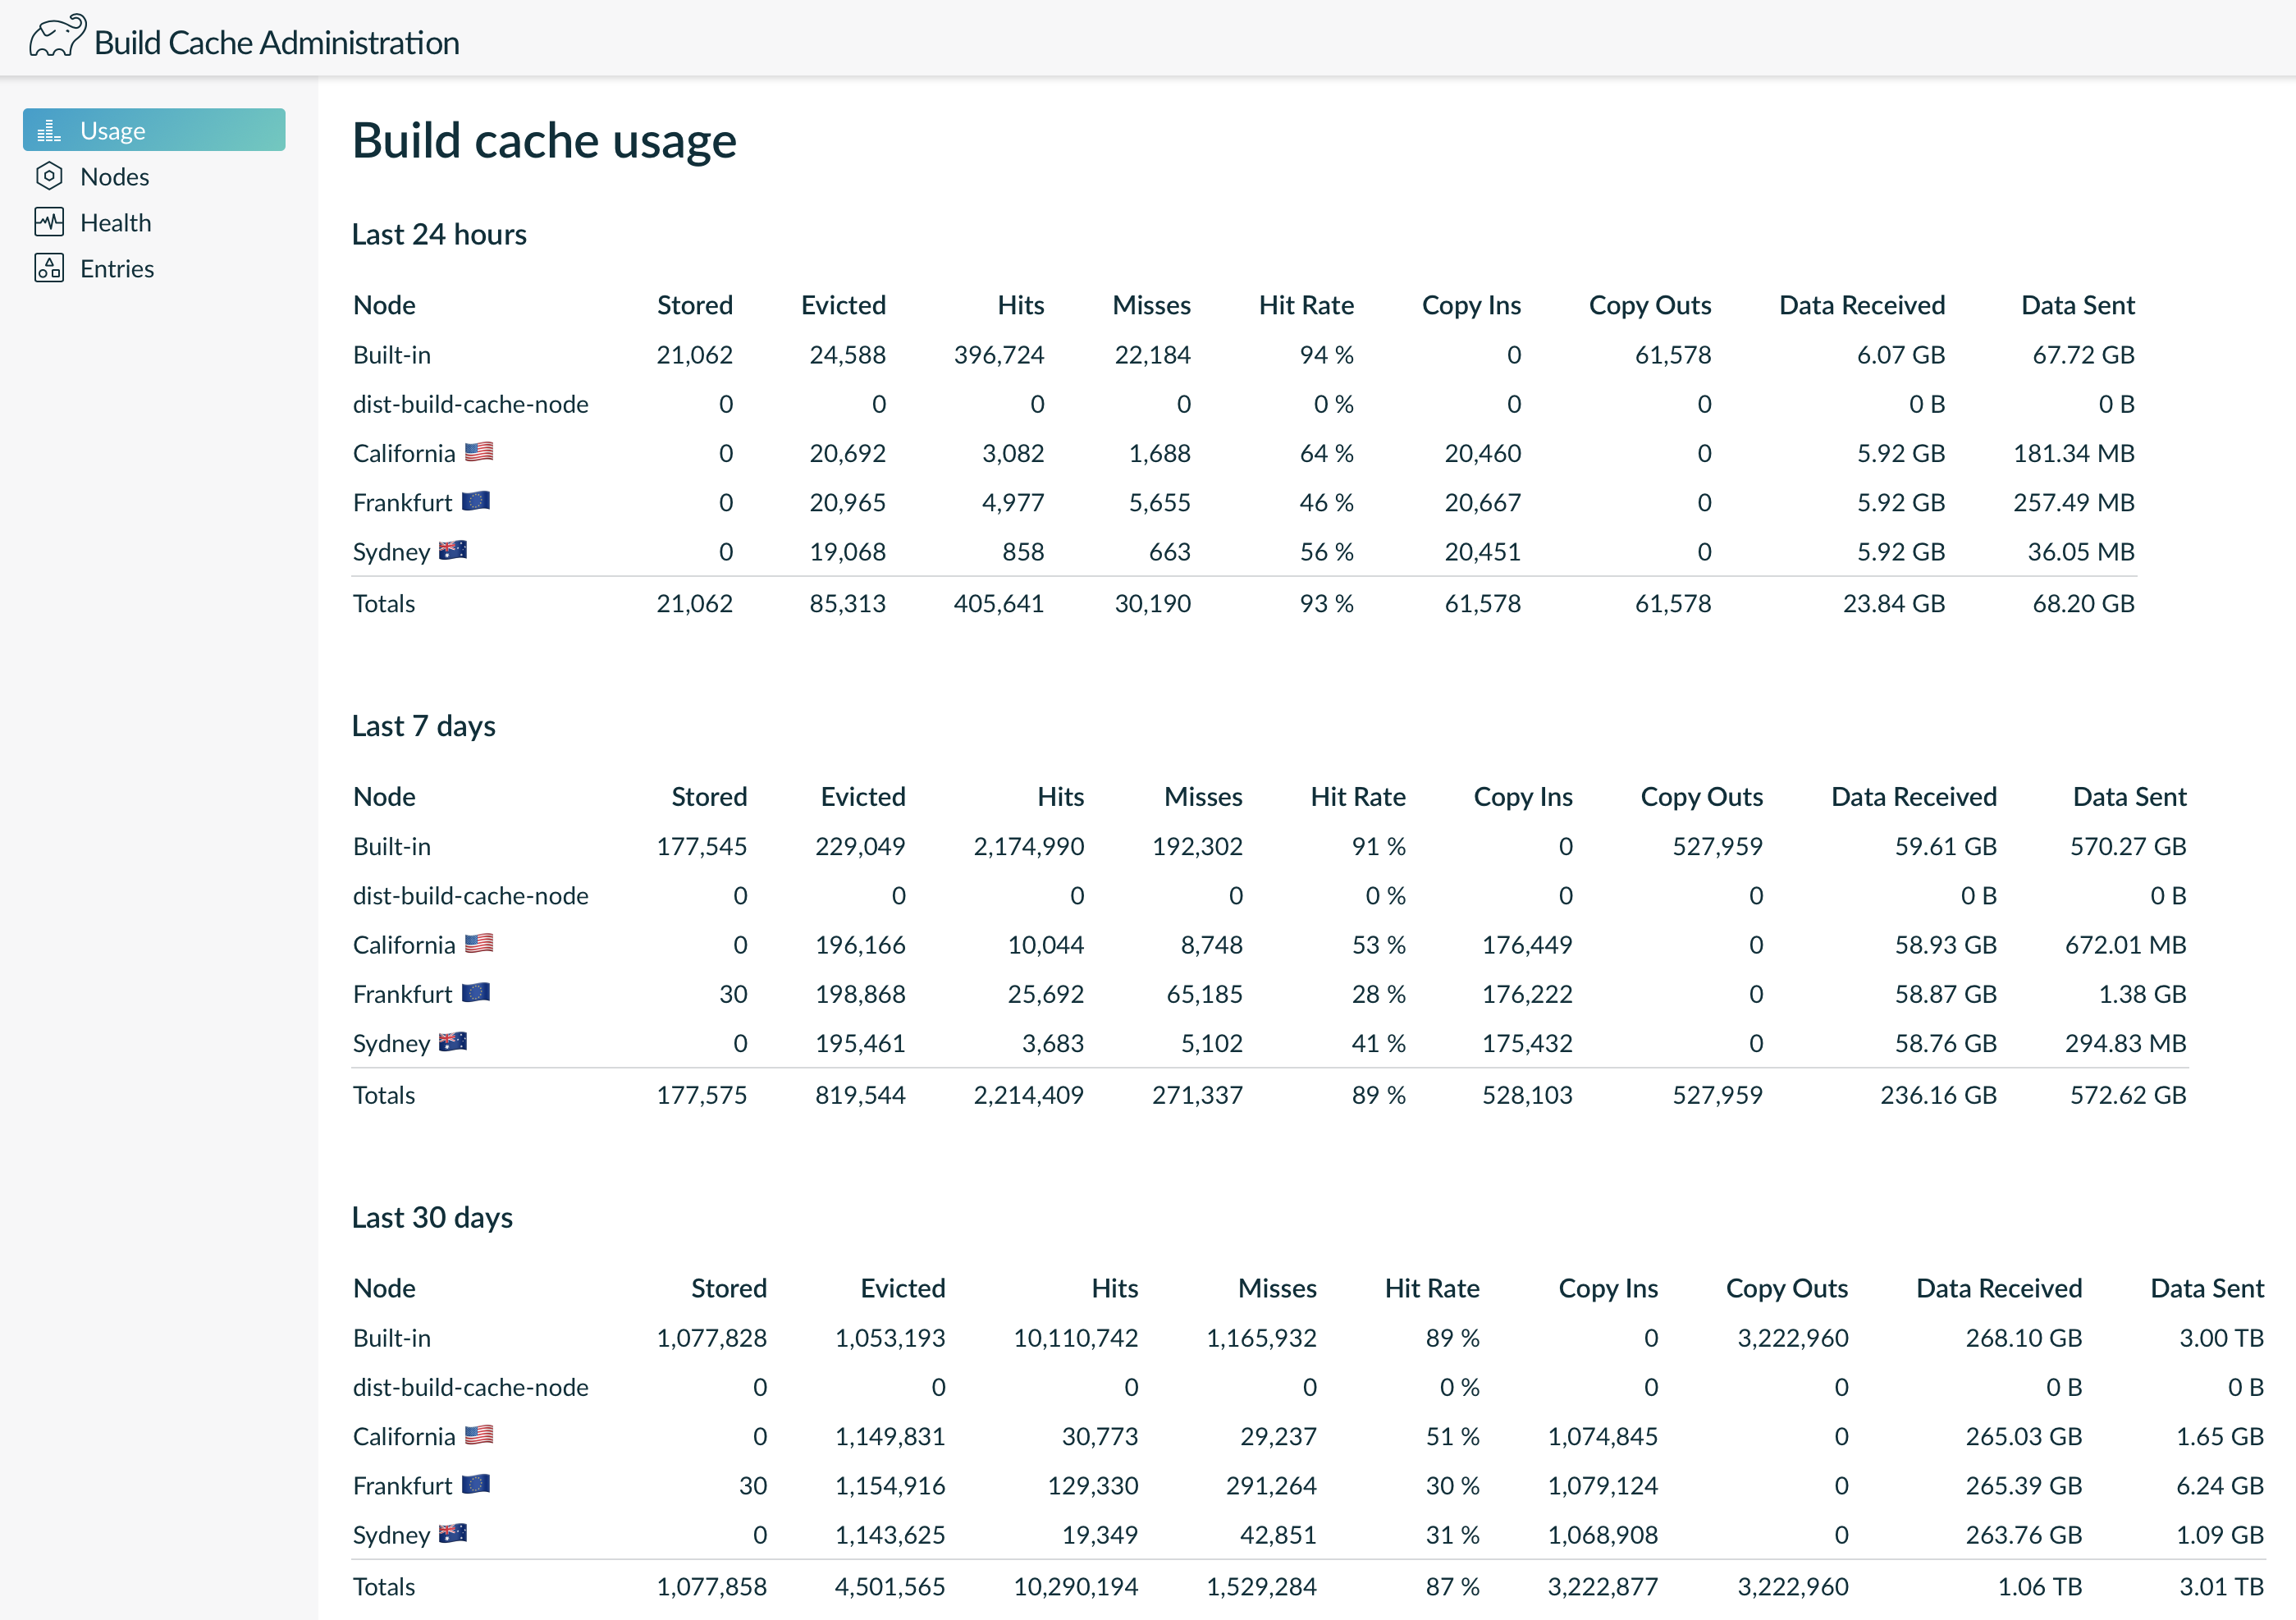 Build Cache Administration
Usage
Nodes
Health
Entries
Build cache usage
Last 24 hours
Node Stored Evicted Hits Misses Hit Rate Copy Ins Copy Outs Data Received Data Sent
Built-in 21,062 24,588 396,724 22,184 94 % 0 61,578 6.07 GB 67.72 GB
dist-build-cache-node 0 0 0 0 0 % 0 0 0 B 0 B
California 0 20,692 3,082 1,688 64 % 20,460 0 5.92 GB 181.34 MB
Frankfurt 0 20,965 4,977 5,655 46 % 20,667 0 5.92 GB 257.49 MB
Sydney 0 19,068 858 663 56 % 20,451 0 5.92 GB 36.05 MB
Totals 21,062 85,313 405,641 30,190 93 % 61,578 61,578 23.84 GB 68.20 GB
Last 7 days
Node Stored Evicted Hits Misses Hit Rate Copy Ins Copy Outs Data Received Data Sent
Built-in 177,545 229,049 2,174,990 192,302 91 % 0 527,959 59.61 GB 570.27 GB
dist-build-cache-node 0 0 0 0 0 % 0 0 0 B 0 B
California 0 196,166 10,044 8,748 53 % 176,449 0 58.93 GB 672.01 MB
Frankfurt 30 198,868 25,692 65,185 28 % 176,222 0 58.87 GB 1.38 GB
Sydney 0 195,461 3,683 5,102 41 % 175,432 0 58.76 GB 294.83 MB
Totals 177,575 819,544 2,214,409 271,337 89 % 528,103 527,959 236.16 GB 572.62 GB
Last 30 days
Node Stored Evicted Hits Misses Hit Rate Copy Ins Copy Outs Data Received Data Sent
Built-in 1,077,828 1,053,193 10,110,742 1,165,932 89 % 0 3,222,960 268.10 GB 3.00 TB
dist-build-cache-node 0 0 0 0 0 % 0 0 0 B 0 B
California 0 1,149,831 30,773 29,237 51 % 1,074,845 0 265.03 GB 1.65 GB
Frankfurt 30 1,154,916 129,330 291,264 30 % 1,079,124 0 265.39 GB 6.24 GB
Sydney 0 1,143,625 19,349 42,851 31 % 1,068,908 0 263.76 GB 1.09 GB
Totals 1,077,858 4,501,565 10,290,194 1,529,284 87 % 3,222,877 3,222,960 1.06 TB 3.01 TB